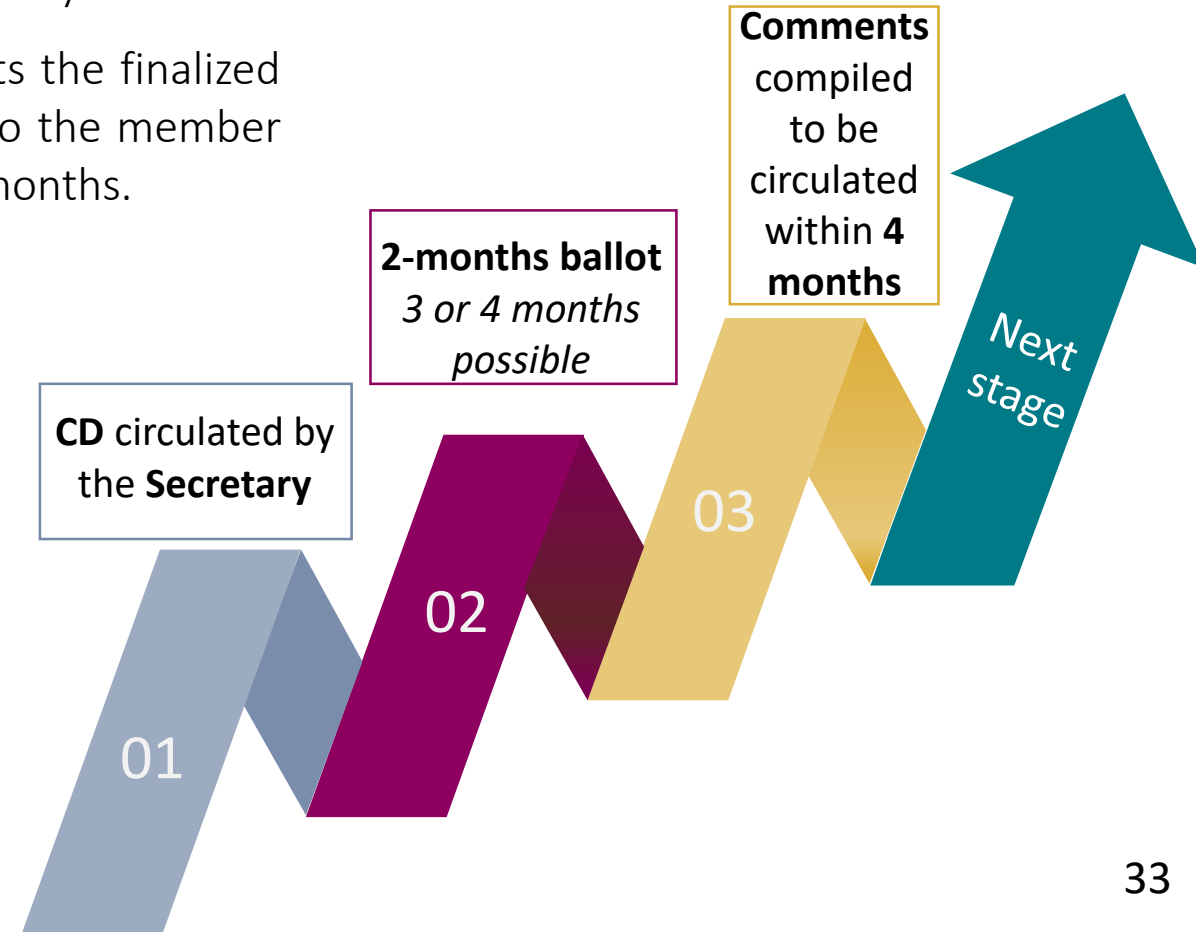 ts the finalized
o the member
onths.
Comments
compiled
to be
circulated
within 4
months
2-months ballot
3 or 4 months
possible
CD circulated by
the Secretary
Next
stage
03
02
01
33